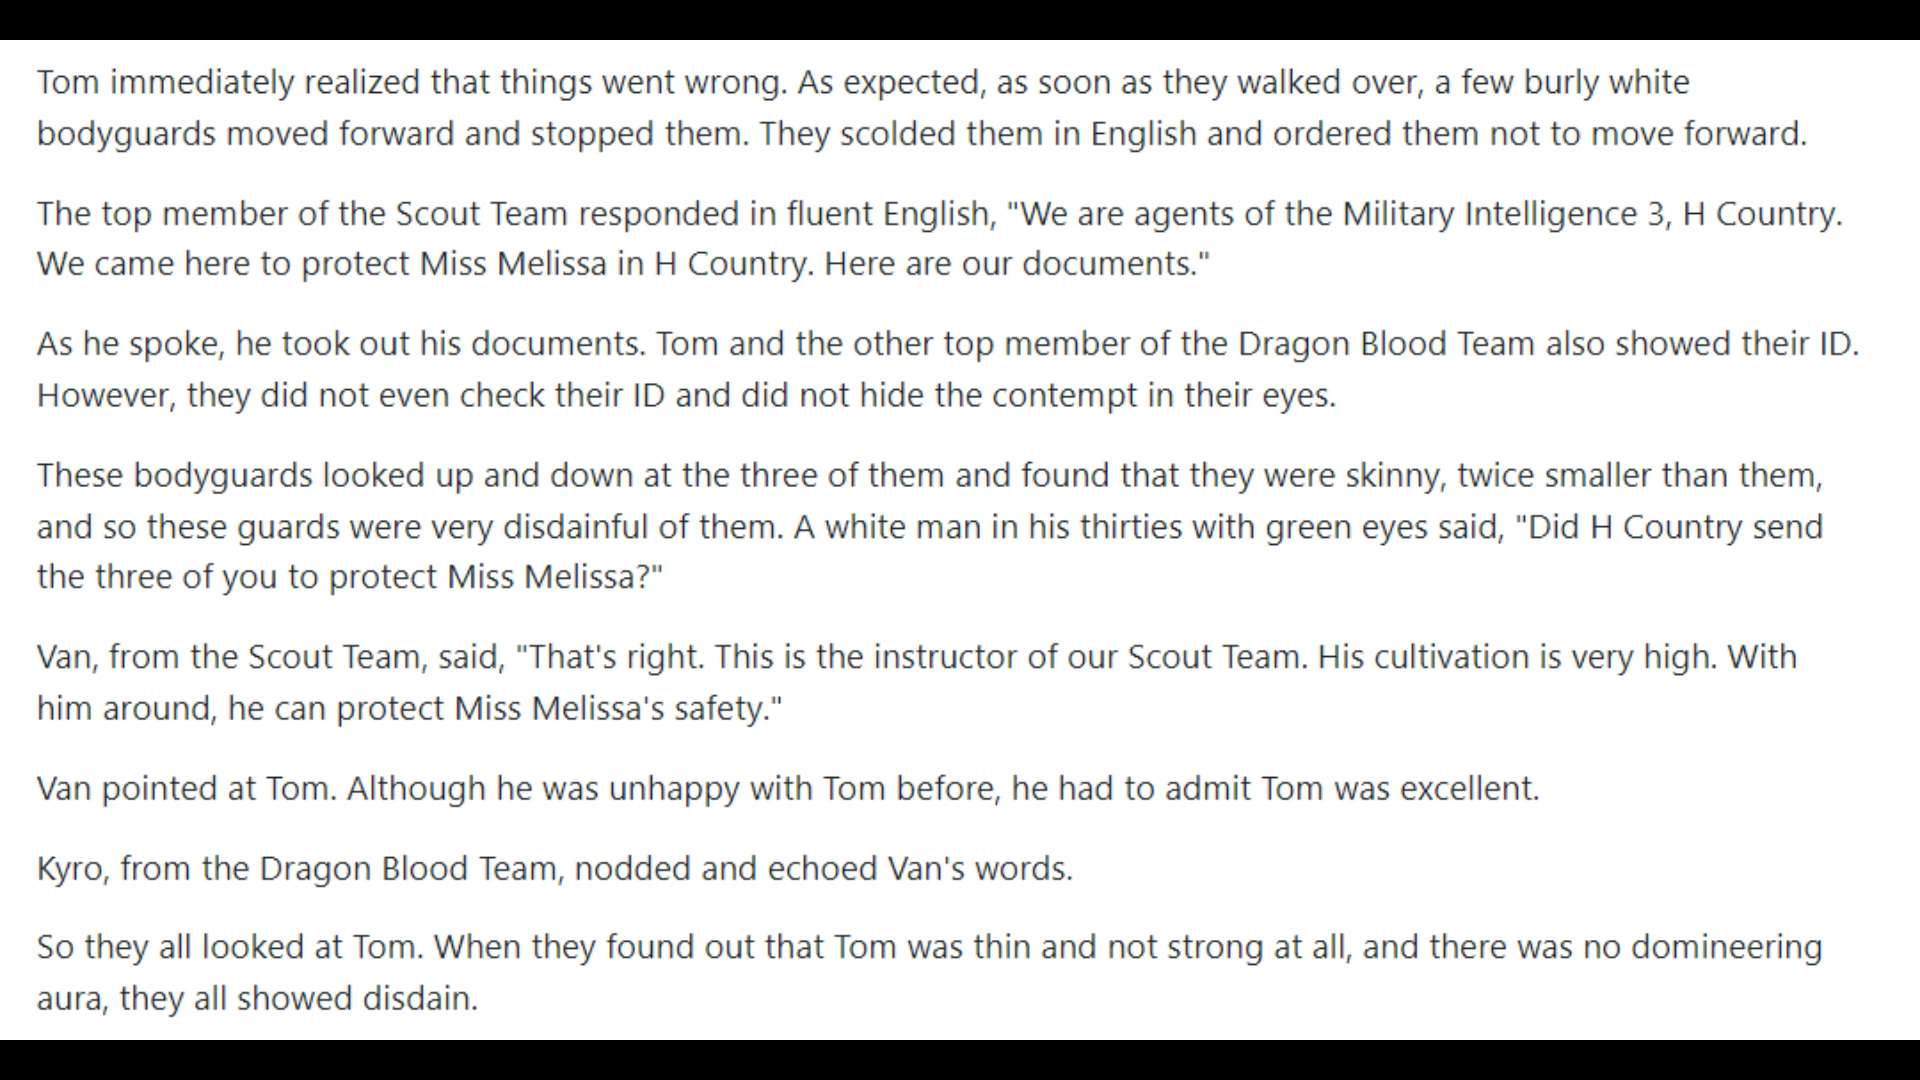 Tom immediately realized that things went wrong. As expected, as soon as they walked over, a few burly white
bodyguards moved forward and stopped them. They scolded them in English and ordered them not to move forward.
The top member of the Scout Team responded in fluent English, "We are agents of the Military Intelligence 3, H Country.
We came here to protect Miss Melissa in H Country. Here are our documents."
As he spoke, he took out his documents. Tom and the other top member of the Dragon Blood Team also showed their ID.
However, they did not even check their ID and did not hide the contempt in their eyes.
These bodyguards looked up and down at the three of them and found that they were skinny, twice smaller than them,
and so these guards were very disdainful of them. A white man in his thirties with green eyes said, "Did H Country send
the three of you to protect Miss Melissa?"
Van, from the Scout Team, said, "That's right. This is the instructor of our Scout Team. His cultivation is very high. With
him around, he can protect Miss Melissa's safety."
Van pointed at Tom. Although he was unhappy with Tom before, he had to admit Tom was excellent.
Kyro, from the Dragon Blood Team, nodded and echoed Van's words.
So they all looked at Tom. When they found out that Tom was thin and not strong at all, and there was no domineering
aura, they all showed disdain.